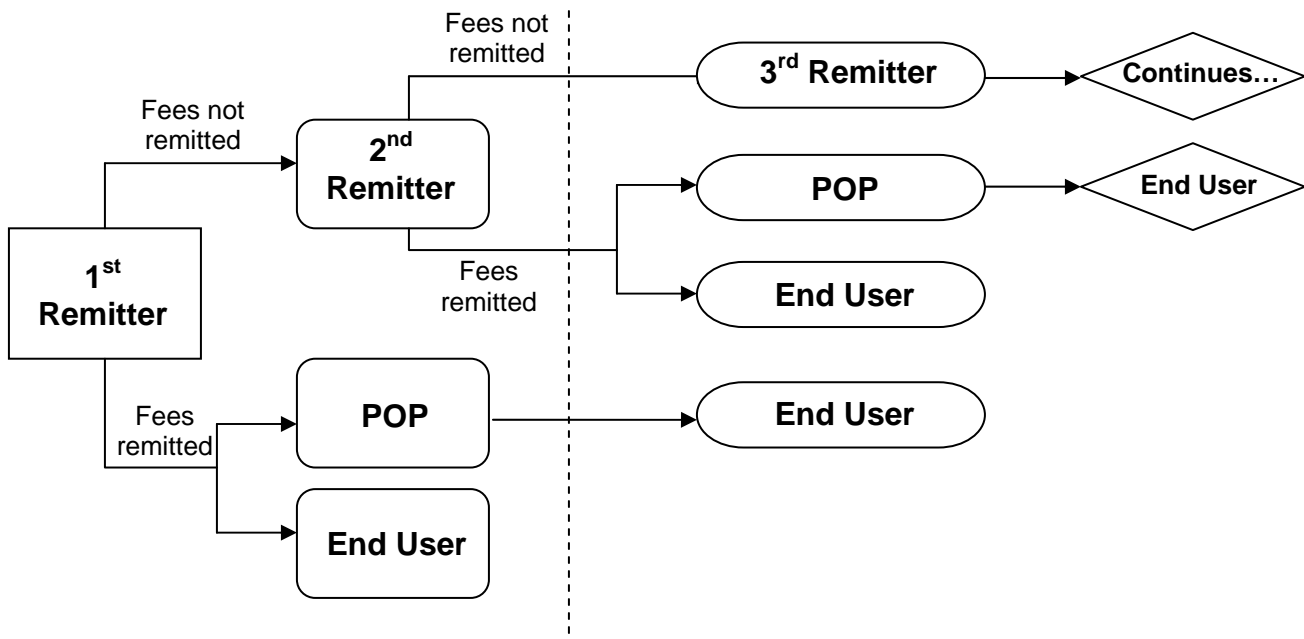 Fees not
remitted
3rd Remitter
Continues...
Fees not
remitted
2nd
Remitter
POP
End User
1st
Remitter
Fees
remitted
End User
Fees
remitted
POP
End User
End User